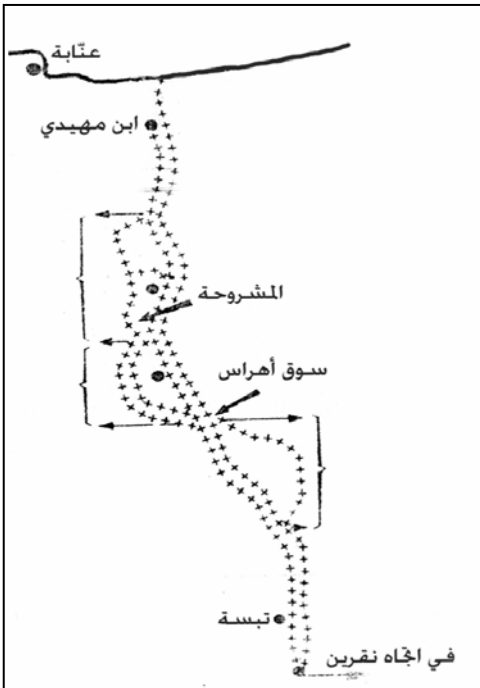 عنّابة
ابن مهيدي
المشروحة
سوق أهراس
تبسة
في اتجاه نقرين